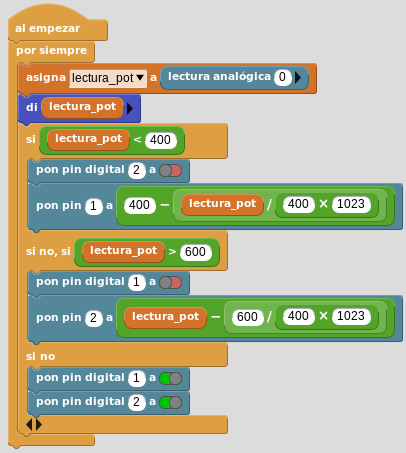 al empezar
por siempre
asigna lectura_pot a lectura analógica 0
di lectura_pot
si lectura_pot < 400
pon pin digital 2 a
pon pin 1 a 400 − lectura_pot / 400 × 1023
si no, si lectura_pot > 600
pon pin digital 1 a
pon pin 2 a lectura_pot − 600 / 400 × 1023
si no
pon pin digital 1 a
pon pin digital 2 a